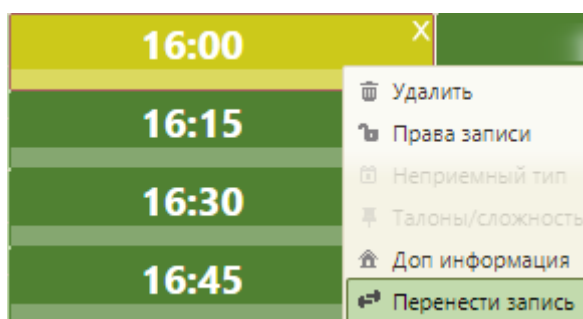 16:00 X
16:15
16:30
16:45
Удалить
Права записи
Неприемный тип
Талоны/сложность
Доп информация
Перенести запись